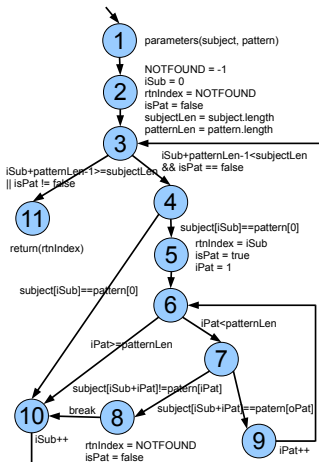 1
parameters(subject, pattern)
NOTFOUND = -1
iSub = 0
2
rtnIndex = NOTFOUND
isPat = false
subjectLen = subject.length
patternLen = pattern.length
3
iSub+patternLen-1<subjectLen
&& isPat == false
iSub+patternLen-1>=subjectLen
|| isPat != false
4
11
subject[iSub]==pattern[0]
return(rtnIndex)
5
rtnIndex = iSub
isPat = true
iPat = 1
subject[iSub]==pattern[0]
6
iPat<patternLen
iPat>=patternLen
7
subject[iSub+iPat]!=patern[iPat]
subject[iSub+iPat]==patern[oPat]
10
break
8
9
iSub++
iPat++
rtnIndex = NOTFOUND
isPat = false